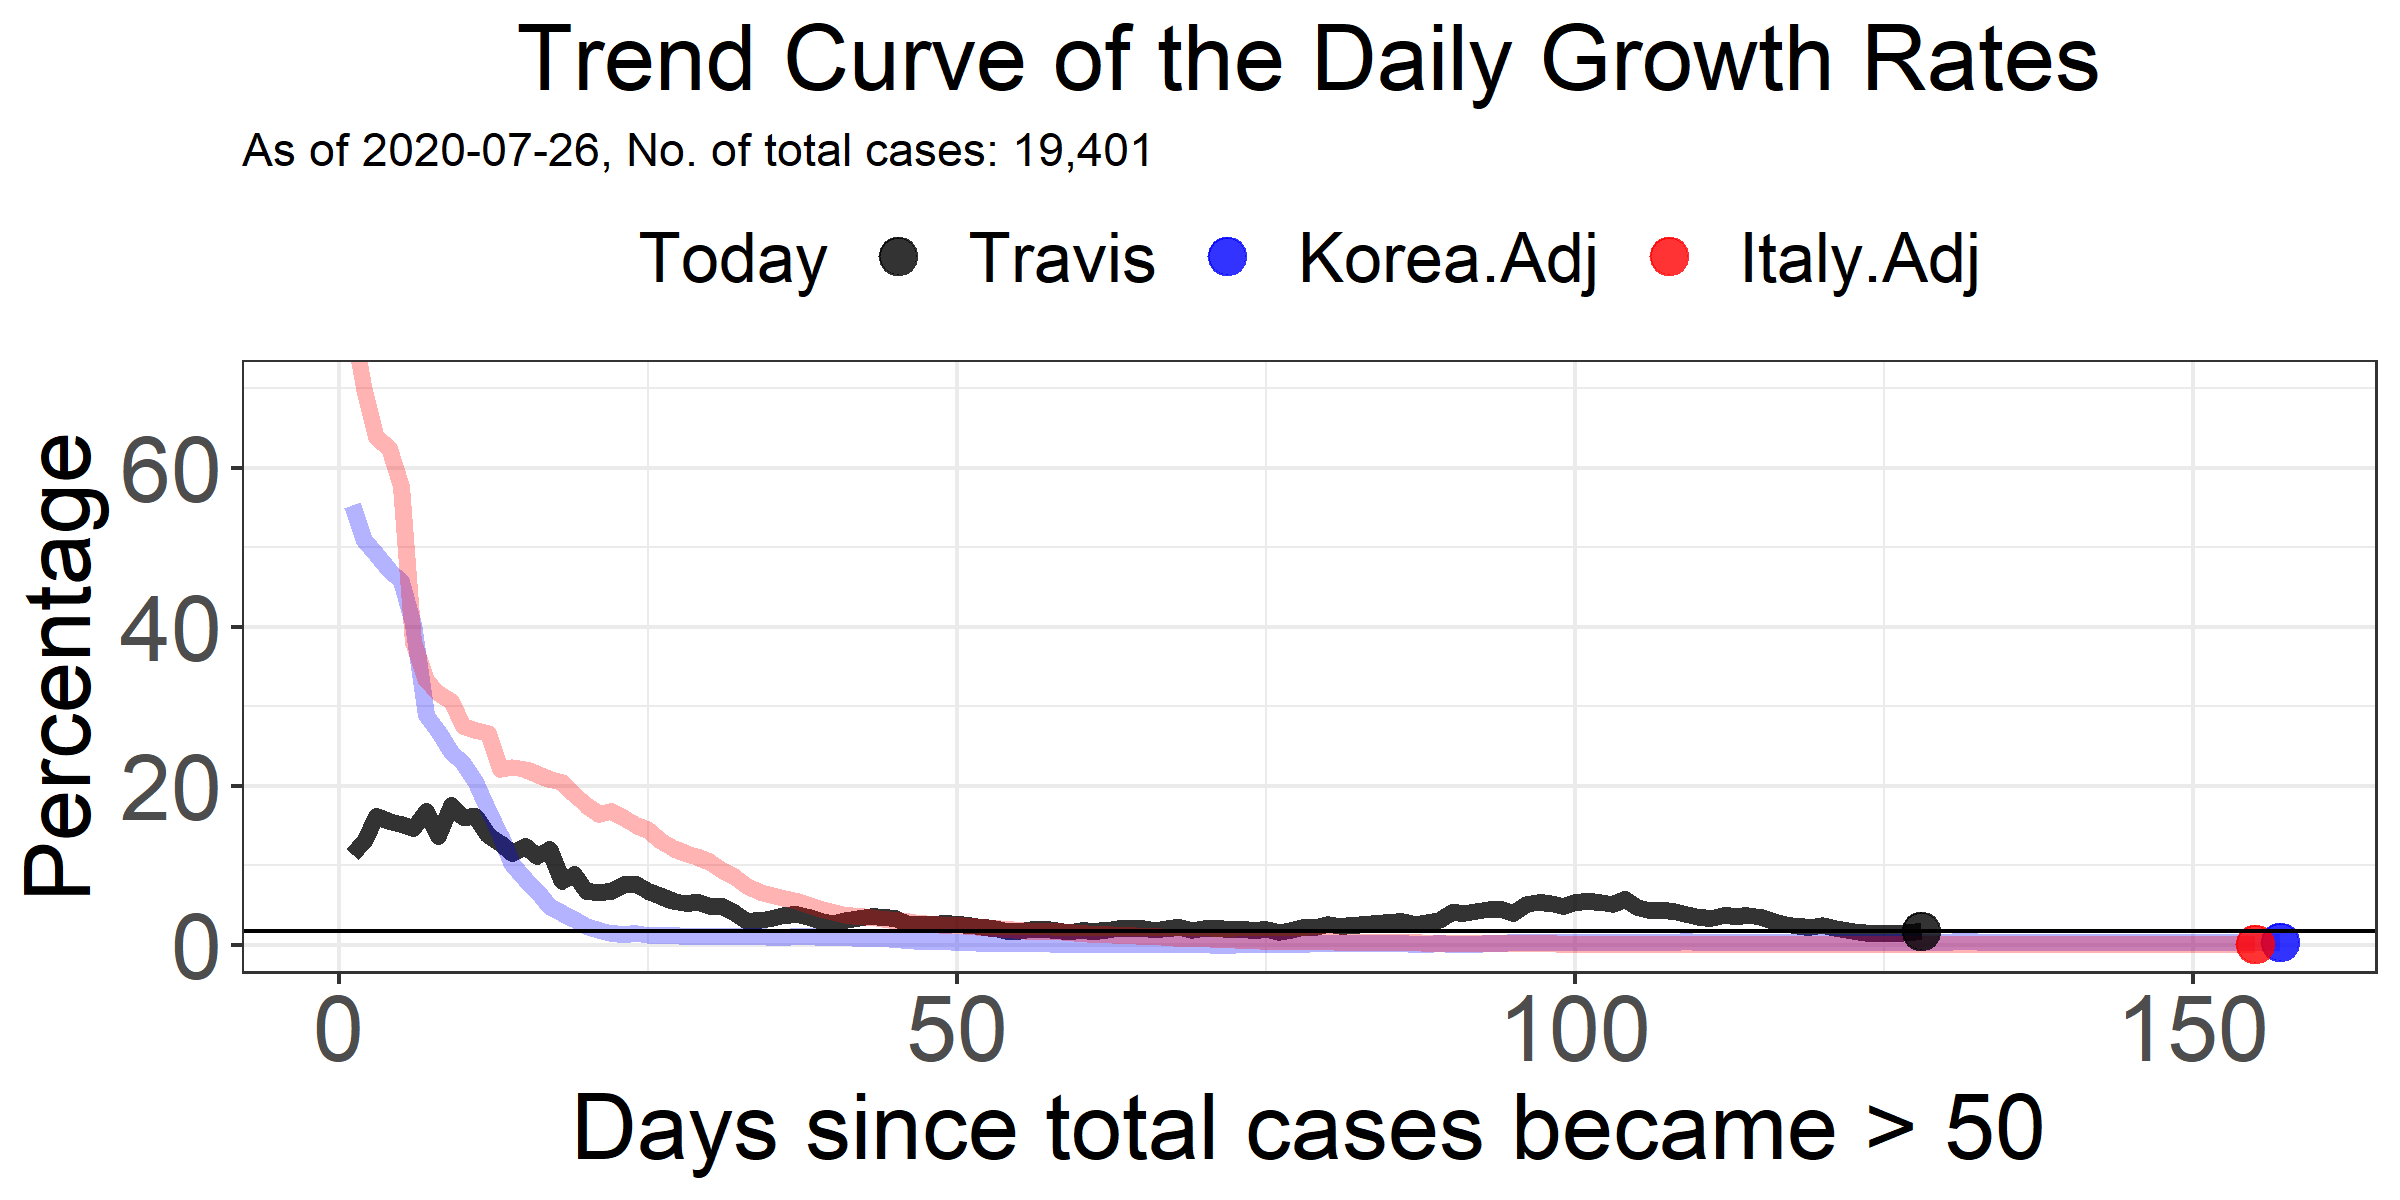 Trend Curve of the Daily Growth Rates
As of 2020-07-26, No. of total cases: 19,401
Today Travis Korea.Adj Italy.Adj
Percentage
60
40
20
0
0 50 100 150
Days since total cases became > 50